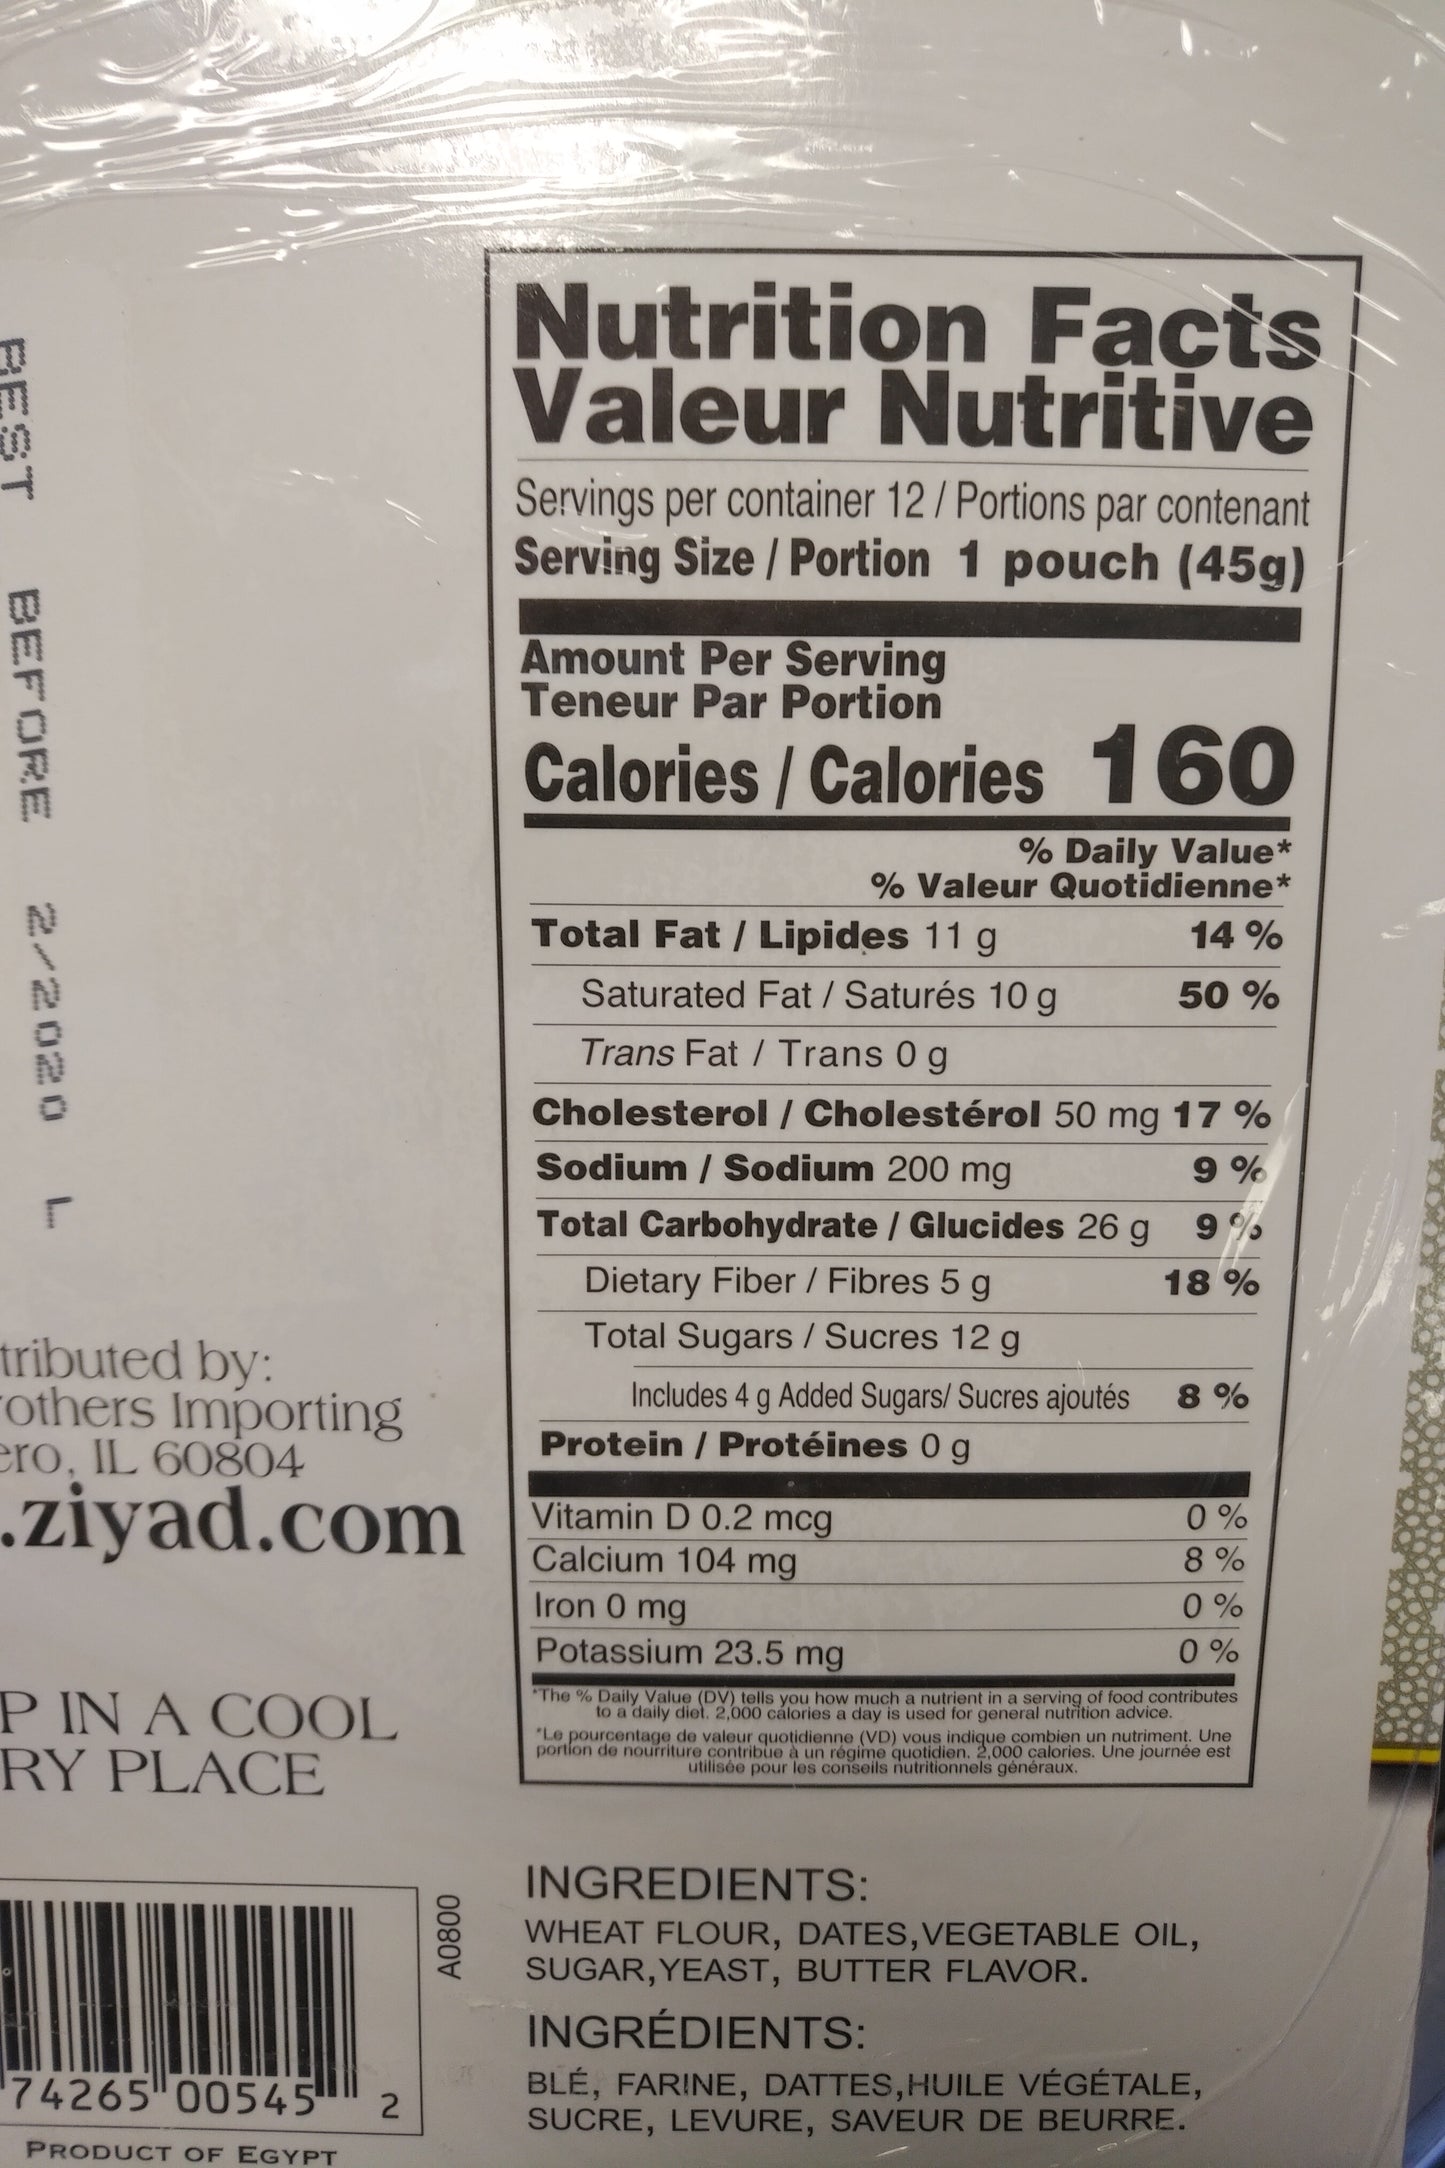 BEST BEFORE 2/2020 L
tributed by:
rothers Importing
ero, IL 60804
.ziyad.com
P IN A COOL
RY PLACE
A0800
74265 00545 2
PRODUCT OF EGYPT
Nutrition Facts
Valeur Nutritive
Servings per container 12 / Portions par contenant
Serving Size / Portion 1 pouch (45g)
Amount Per Serving
Teneur Par Portion
Calories / Calories 160
% Daily Value*
% Valeur Quotidienne*
Total Fat / Lipides 11 g 14 %
Saturated Fat / Saturés 10 g 50 %
Trans Fat / Trans 0 g
Cholesterol / Cholestérol 50 mg 17 %
Sodium / Sodium 200 mg 9 %
Total Carbohydrate / Glucides 26 g 9 %
Dietary Fiber / Fibres 5 g 18 %
Total Sugars / Sucres 12 g
Includes 4 g Added Sugars/ Sucres ajoutés 8 %
Protein / Protéines 0 g
Vitamin D 0.2 mcg 0 %
Calcium 104 mg 8 %
Iron 0 mg 0 %
Potassium 23.5 mg 0 %
*The % Daily Value (DV) tells you how much a nutrient in a serving of food contributes
to a daily diet. 2,000 calories a day is used for general nutrition advice.
*Le pourcentage de valeur quotidienne (VD) vous indique combien un nutriment. Une
portion de nourriture contribue à un régime quotidien. 2,000 calories. Une journée est
utilisée pour les conseils nutritionnels généraux.
INGREDIENTS:
WHEAT FLOUR, DATES,VEGETABLE OIL,
SUGAR,YEAST, BUTTER FLAVOR.
INGRÉDIENTS:
BLÉ, FARINE, DATTES,HUILE VÉGÉTALE,
SUCRE, LEVURE, SAVEUR DE BEURRE.